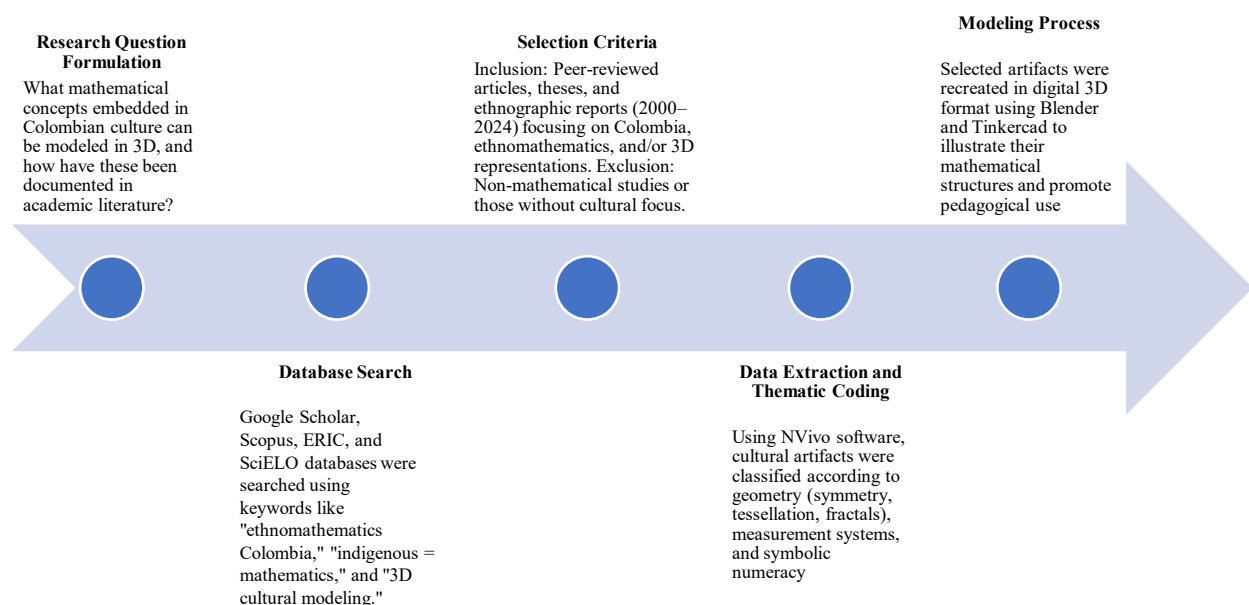 Research Question
Formulation
What mathematical
concepts embedded in
Colombian culture can
be modeled in 3D, and
how have these been
documented in
academic literature?
Database Search
Google Scholar,
Scopus, ERIC, and
SciELO databases were
searched using
keywords like
"ethnomathematics
Colombia," "indigenous =
mathematics," and "3D
cultural modeling."
Selection Criteria
Inclusion: Peer-reviewed
articles, theses, and
ethnographic reports (2000–
2024) focusing on Colombia,
ethnomathematics, and/or 3D
representations. Exclusion:
Non-mathematical studies or
those without cultural focus.
Data Extraction and
Thematic Coding
Using NVivo software,
cultural artifacts were
classified according to
geometry (symmetry,
tessellation, fractals),
measurement systems,
and symbolic
numeracy
Modeling Process
Selected artifacts were
recreated in digital 3D
format using Blender
and Tinkercad to
illustrate their
mathematical
structures and promote
pedagogical use